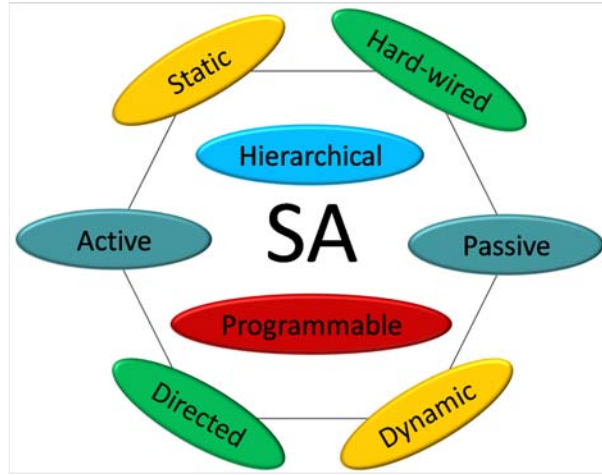 Static
Hard-wired
Hierarchical
SA
Active
Passive
Programmable
Directed
Dynamic